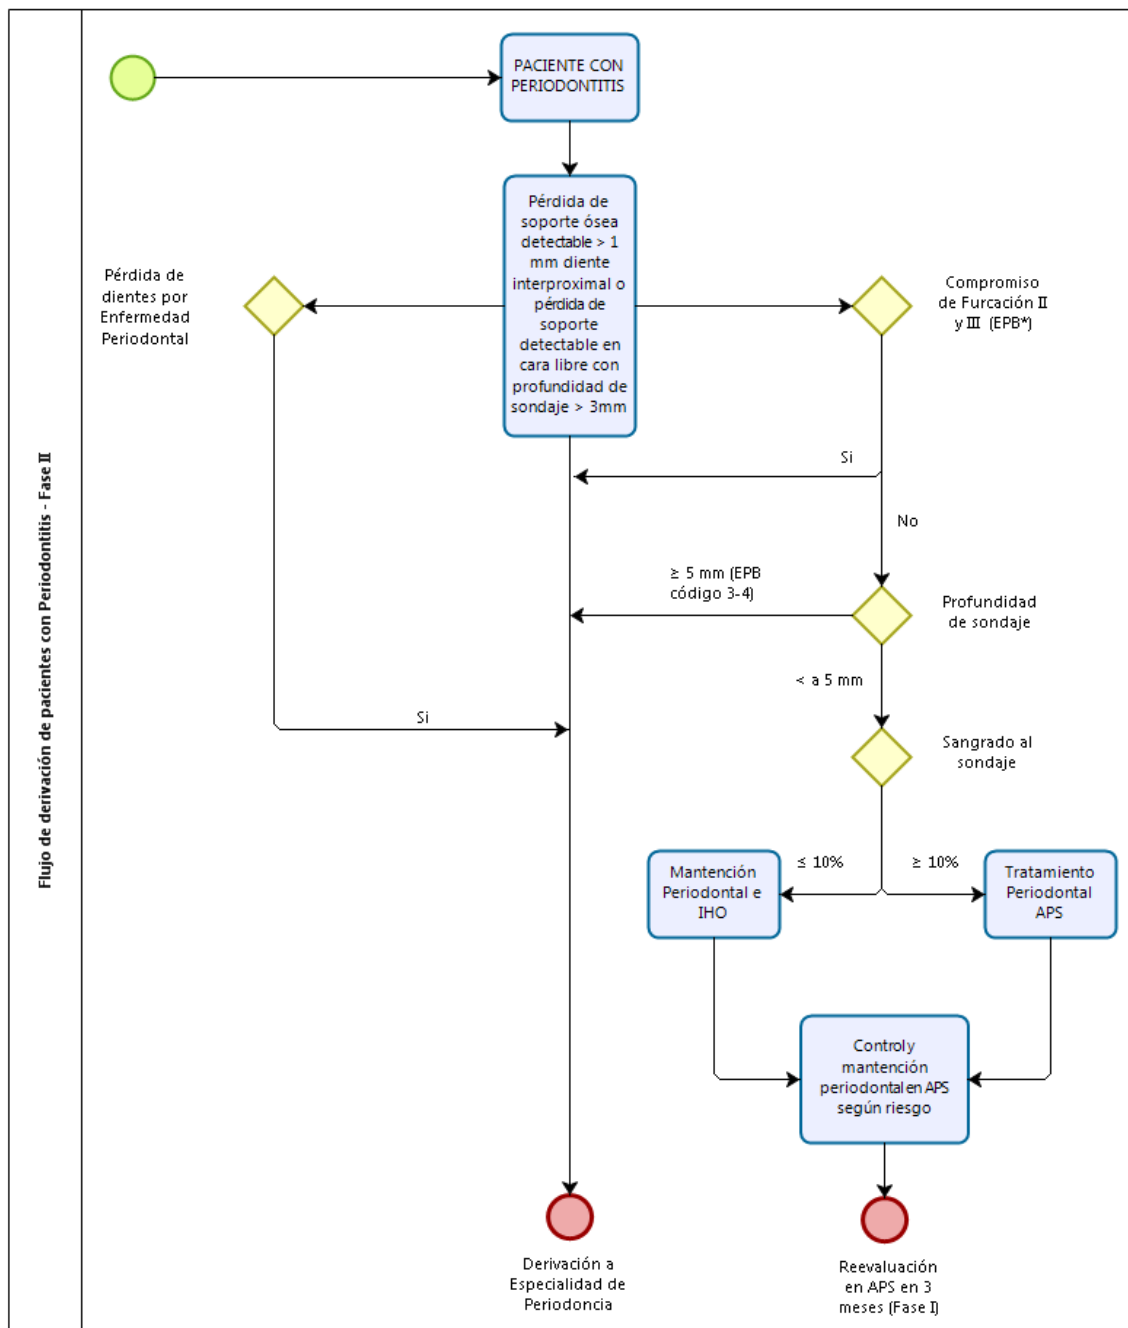 Flujo de derivación de pacientes con Periodontitis - Fase II
PACIENTE CON
PERIODONTITIS
Pérdida de
soporte ósea
detectable > 1
mm diente
interproximal o
pérdida de
soporte
detectable en
cara libre con
profundidad de
sondaje > 3mm
Pérdida de
dientes por
Enfermedad
Periodontal
Compromiso
de Furcación II
y III (EPB*)
Si
No
≥ 5 mm (EPB
código 3-4)
Profundidad
de sondaje
< a 5 mm
Si
Sangrado al
sondaje
≤ 10%
≥ 10%
Mantención
Periodontal e
IHO
Tratamiento
Periodontal
APS
Control y
mantención
periodontal en APS
según riesgo
Derivación a
Especialidad de
Periodoncia
Reevaluación
en APS en 3
meses (Fase I)